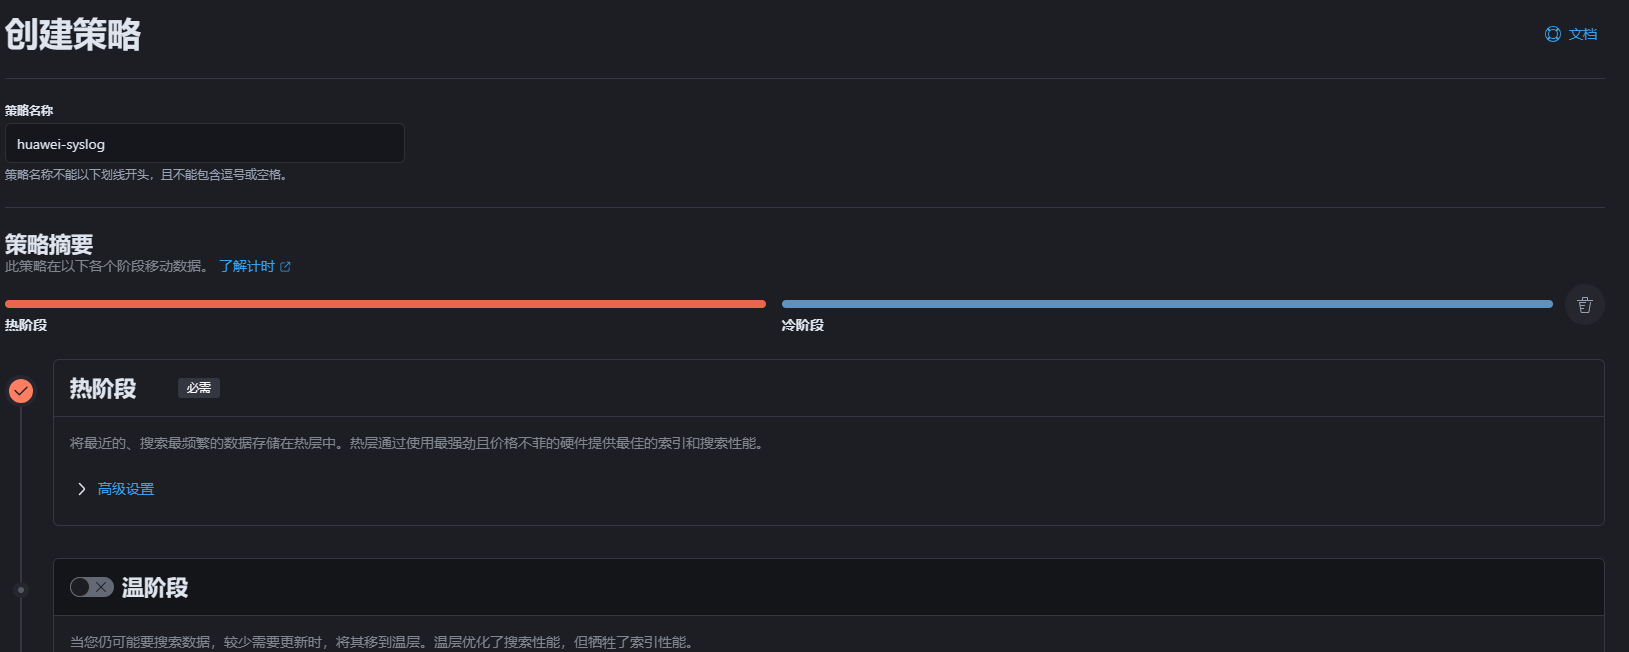 创建策略
文档
策略名称
huawei-syslog
策略名称不能以下划线开头，且不能包含逗号或空格。
策略摘要
此策略在以下各个阶段移动数据。 了解计时
热阶段
冷阶段
热阶段 必需
将最近的、搜索最频繁的数据存储在热层中。热层通过使用最强劲且价格不菲的硬件提供最佳的索引和搜索性能。
高级设置
温阶段
当您仍可能要搜索数据，较少需要更新时，将其移到温层。温层优化了搜索性能，但牺牲了索引性能。